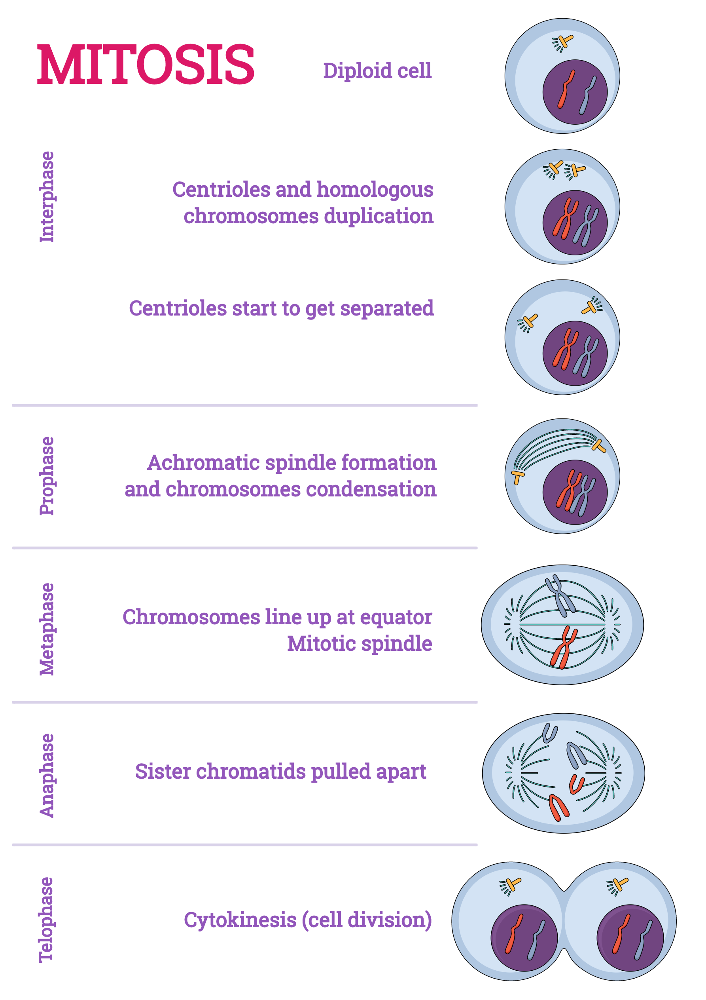 MITOSIS
Diploid cell
Interphase
Centrioles and homologous
chromosomes duplication
Centrioles start to get separated
Prophase
Achromatic spindle formation
and chromosomes condensation
Metaphase
Chromosomes line up at equator
Mitotic spindle
Anaphase
Sister chromatids pulled apart
Telophase
Cytokinesis (cell division)